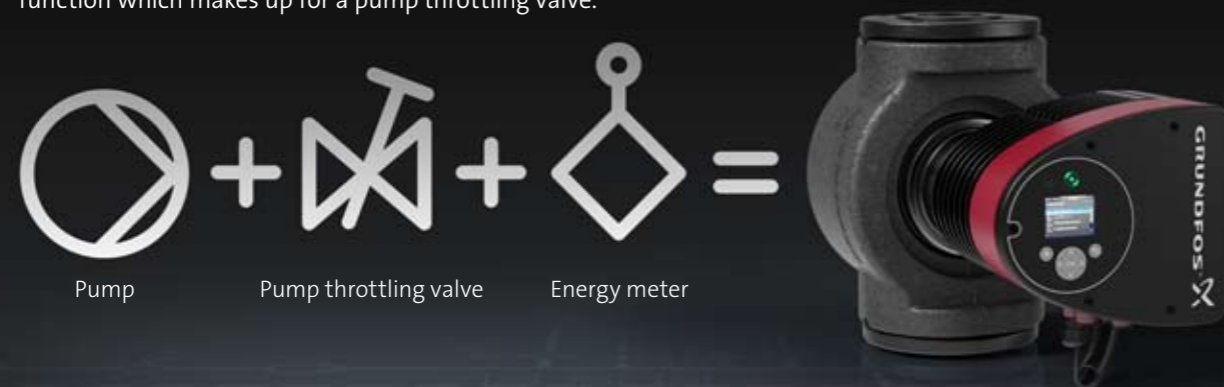 function which makes up for a pump throttling valve.
Pump
Pump throttling valve
Energy meter
GRUNDFOS